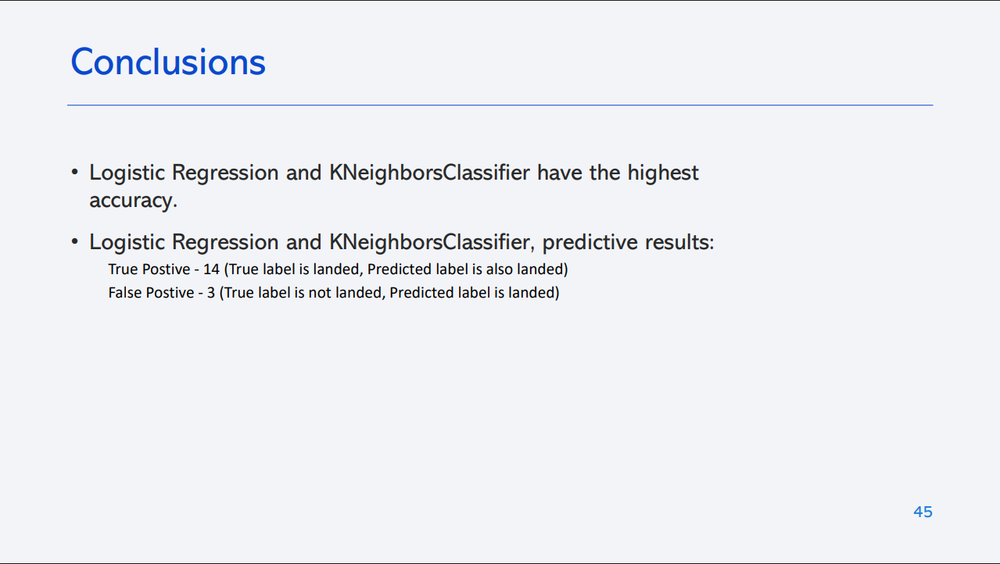 Conclusions
• Logistic Regression and KNeighborsClassifier have the highest
accuracy.
• Logistic Regression and KNeighborsClassifier, predictive results:
True Postive - 14 (True label is landed, Predicted label is also landed)
False Postive - 3 (True label is not landed, Predicted label is landed)
45